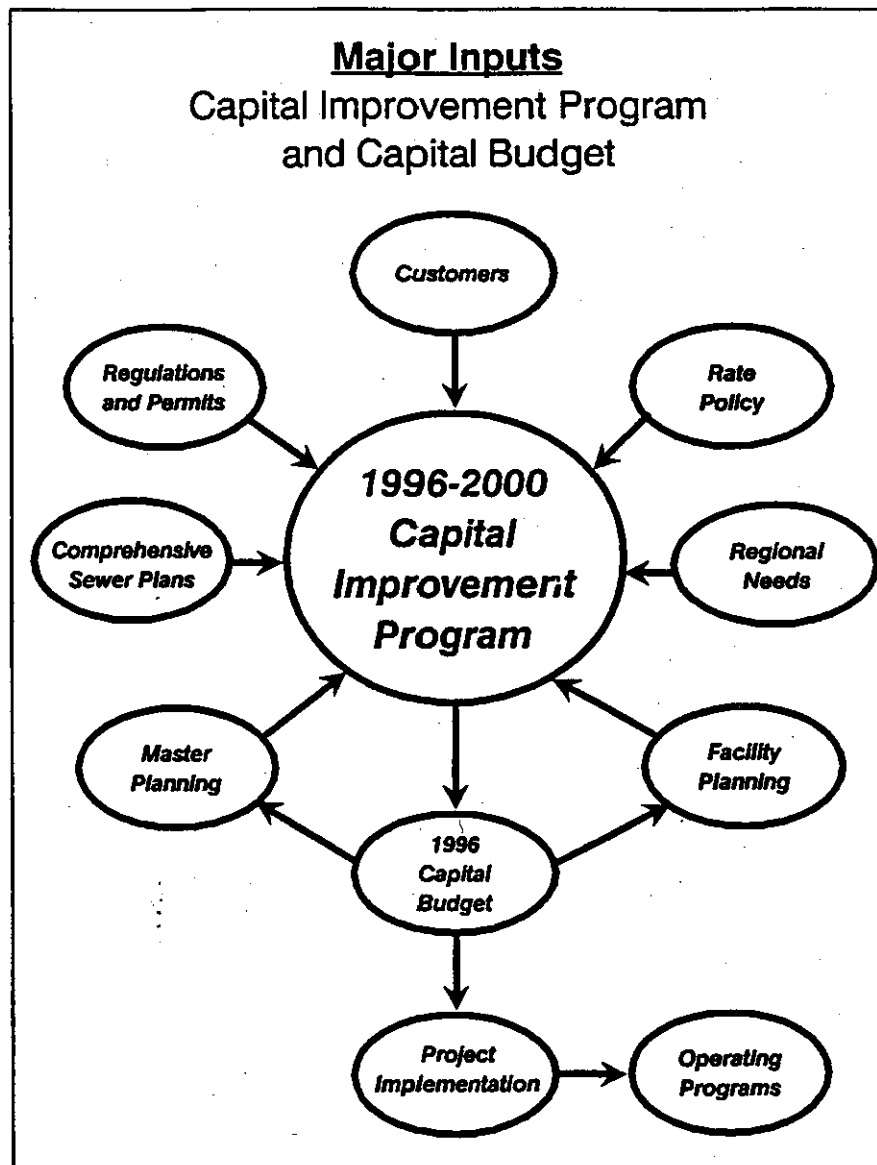 Major Inputs
Capital Improvement Program
and Capital Budget
Customers
Regulations
and Permits
Rate
Policy
1996-2000
Capital
Improvement
Program
Comprehensive
Sewer Plans
Regional
Needs
Master
Planning
Facility
Planning
1996
Capital
Budget
Project
Implementation
Operating
Programs